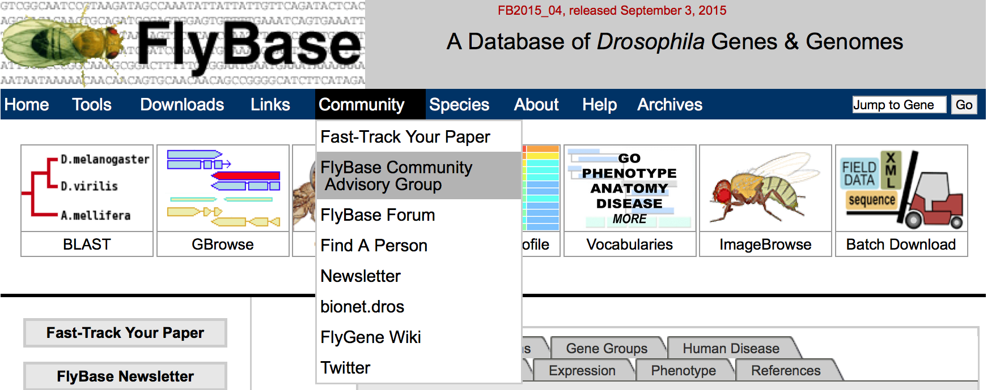 FB2015_04, released September 3, 2015
FlyBase
A Database of Drosophila Genes & Genomes
Home Tools Downloads Links Community Species About Help Archives Jump to Gene Go
Fast-Track Your Paper
FlyBase Community
Advisory Group
FlyBase Forum
Find A Person
Newsletter
bionet.dros
FlyGene Wiki
Twitter
D.melanogaster
D.virilis
A.mellifera
BLAST
GBrowse
ofile
GO
PHENOTYPE
ANATOMY
DISEASE
MORE
Vocabularies
ImageBrowse
FIELD
DATA
XML
sequence
Batch Download
Fast-Track Your Paper
FlyBase Newsletter
s Gene Groups Human Disease
Expression Phenotype References